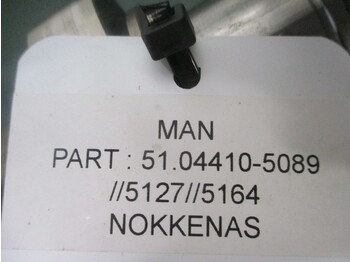 MAN
PART : 51.04410-5089
//5127//5164
NOKKENAS